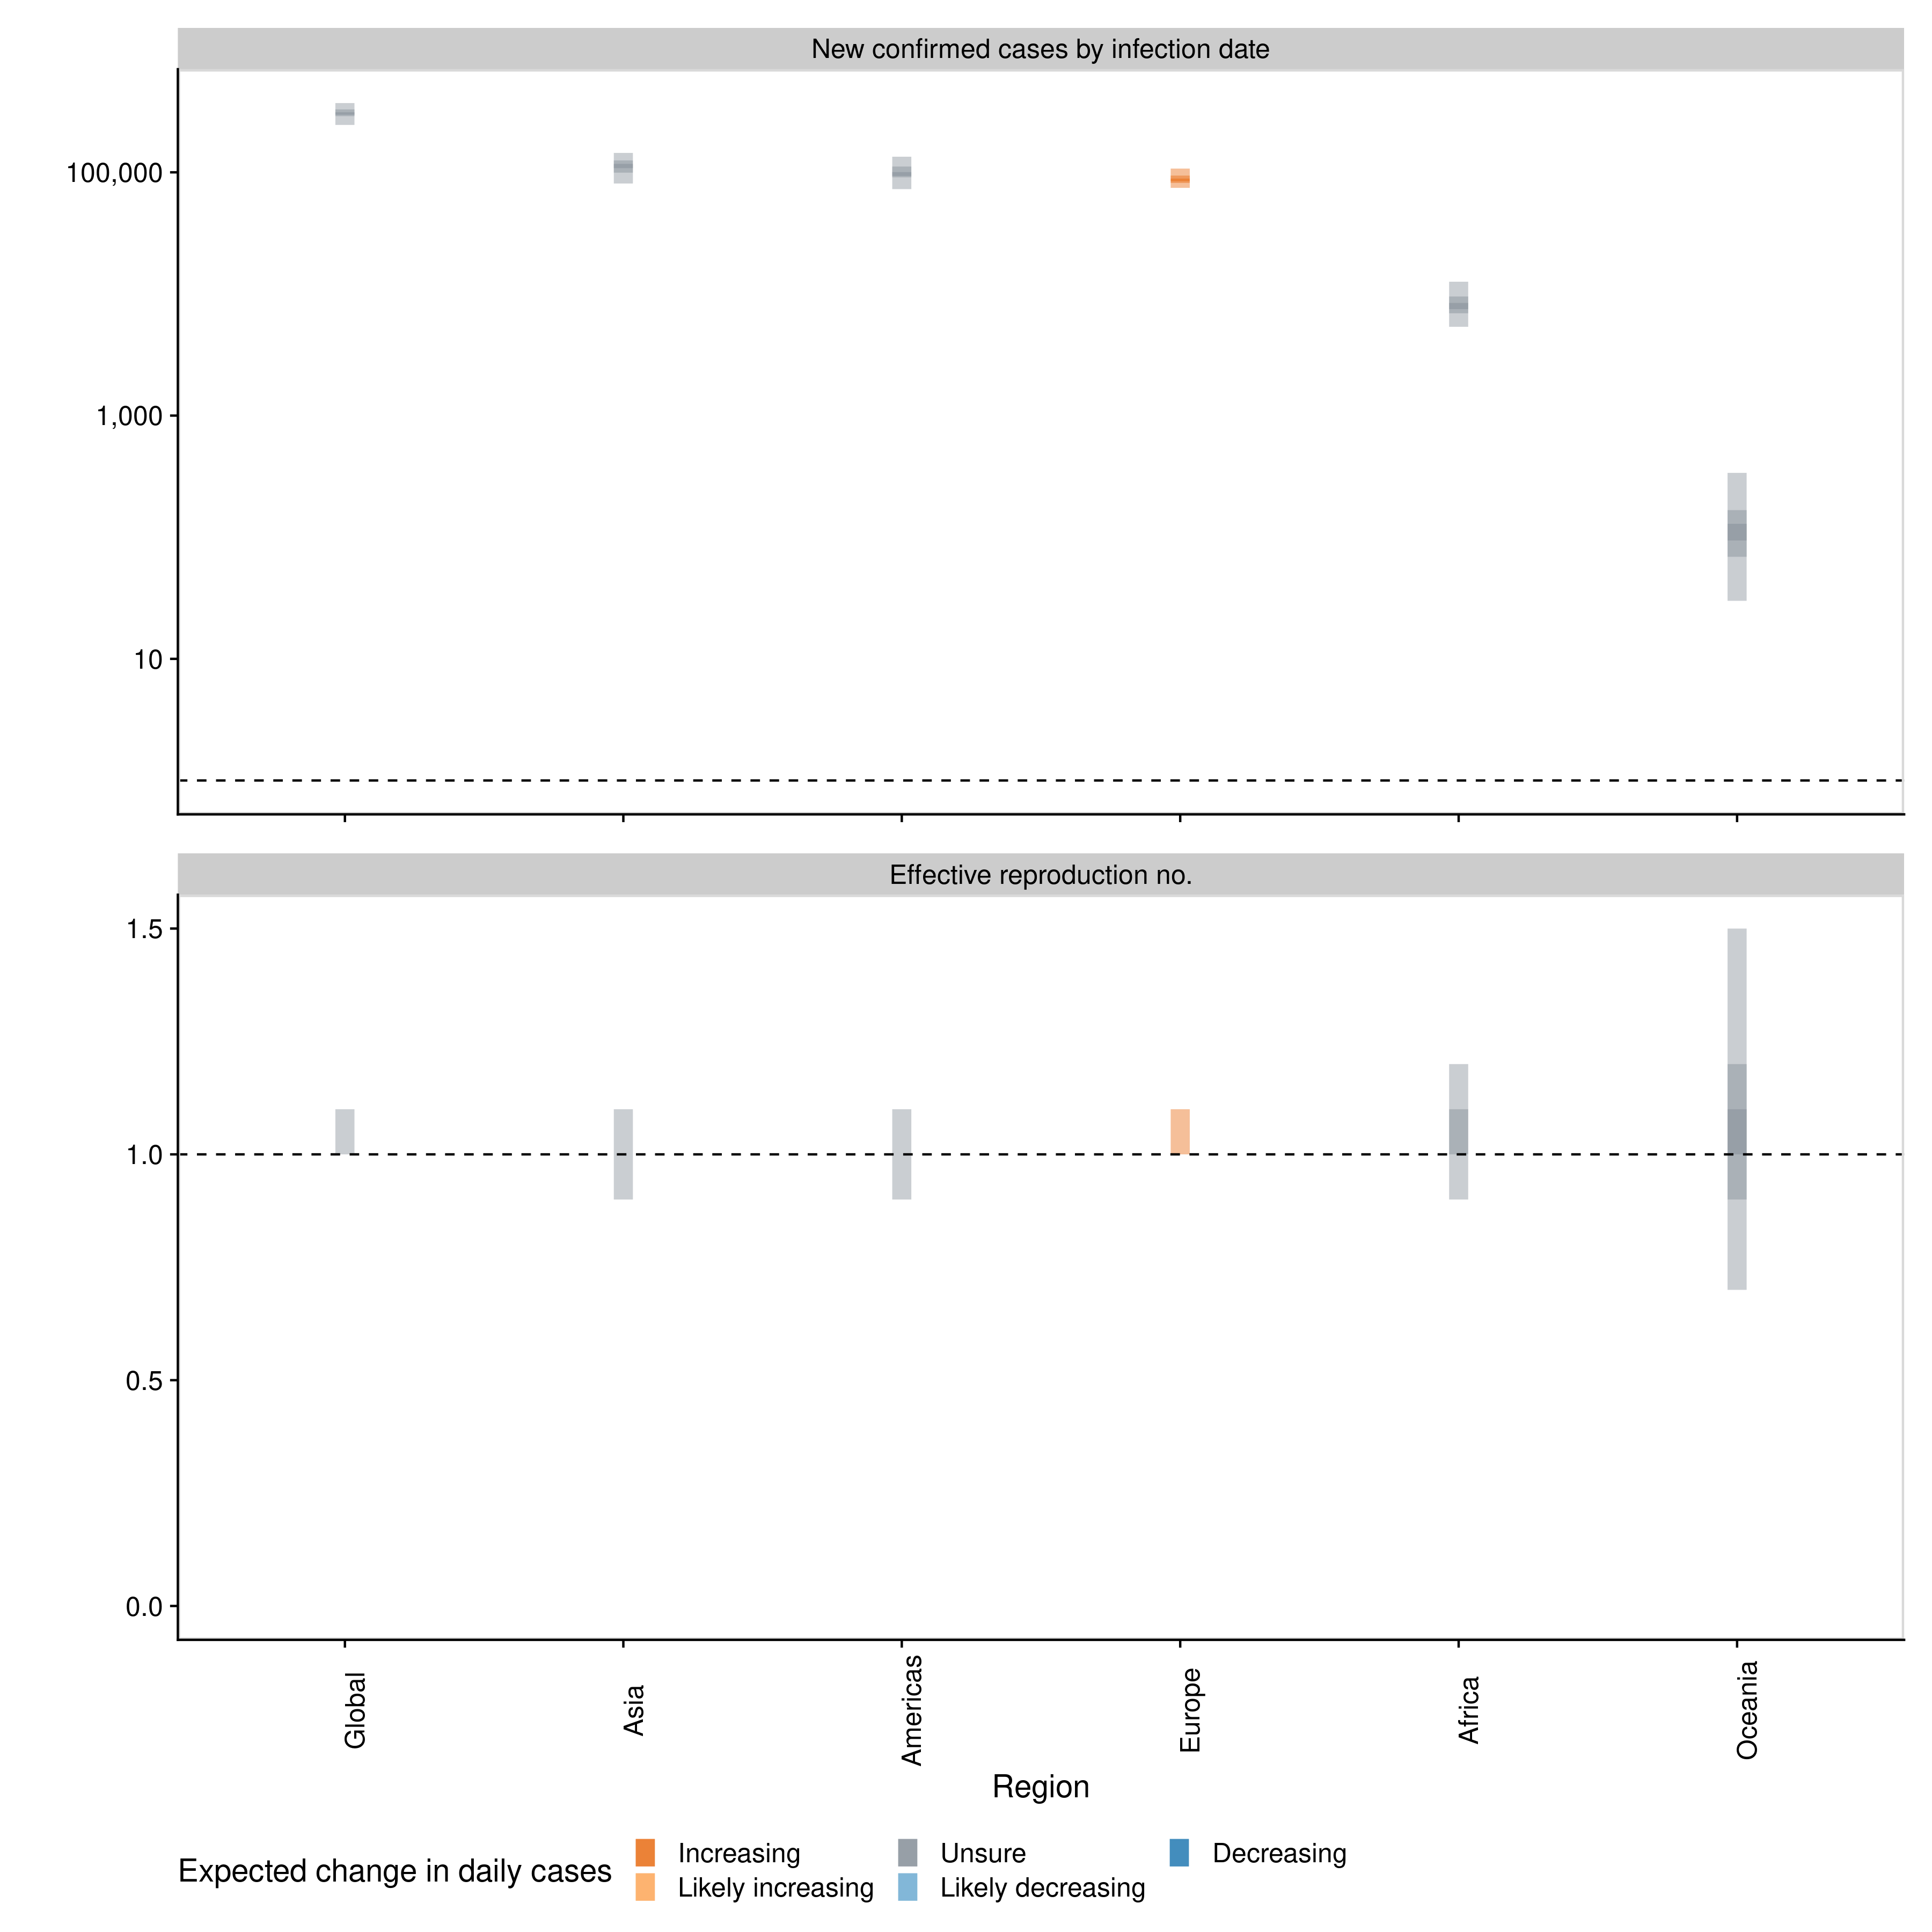 New confirmed cases by infection date
100,000
1,000
10
Effective reproduction no.
1.5
1.0
0.5
0.0
Global
Asia
Americas
Europe
Africa
Oceania
Region
Expected change in daily cases
Increasing
Unsure
Decreasing
Likely increasing
Likely decreasing